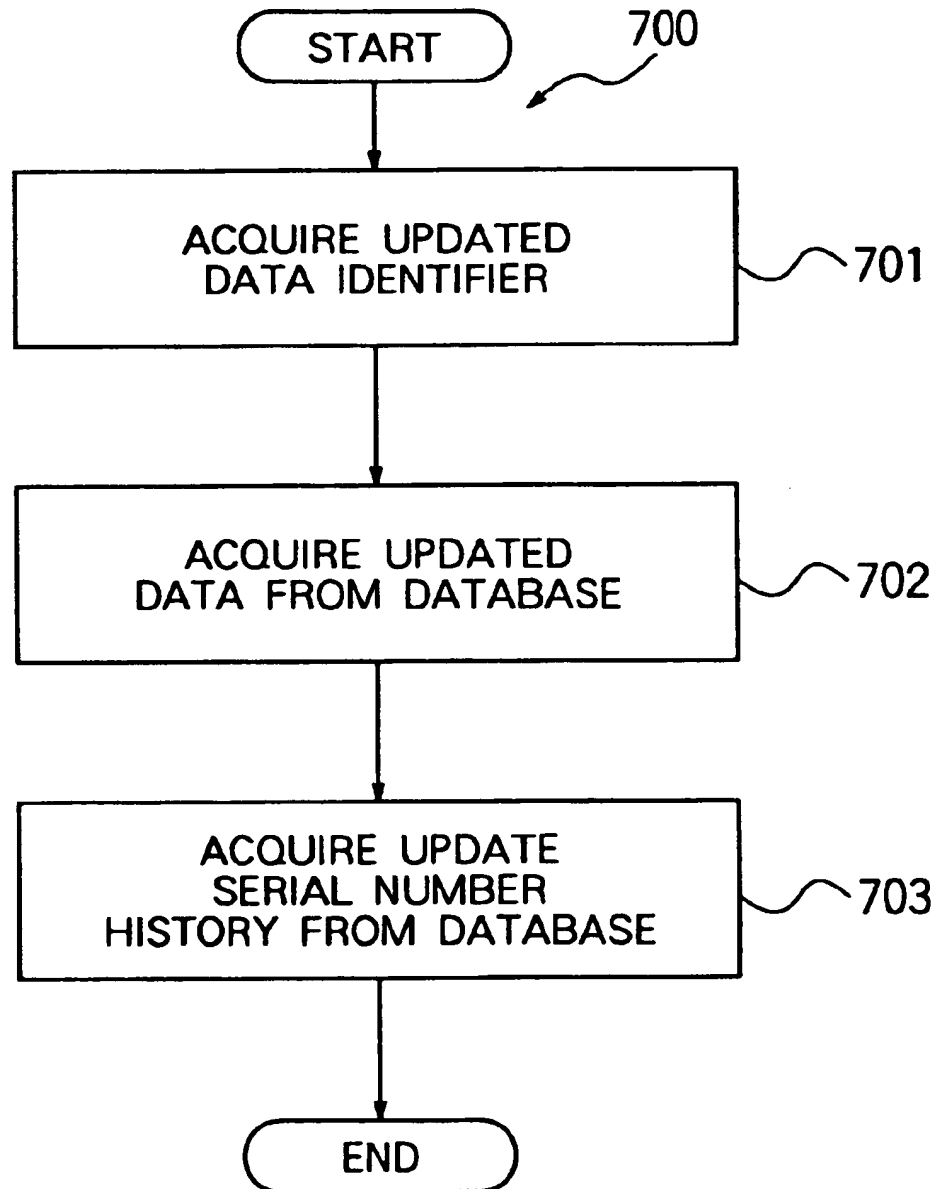 START
700
ACQUIRE UPDATED
DATA IDENTIFIER
701
ACQUIRE UPDATED
DATA FROM DATABASE
702
ACQUIRE UPDATE
SERIAL NUMBER
HISTORY FROM DATABASE
703
END